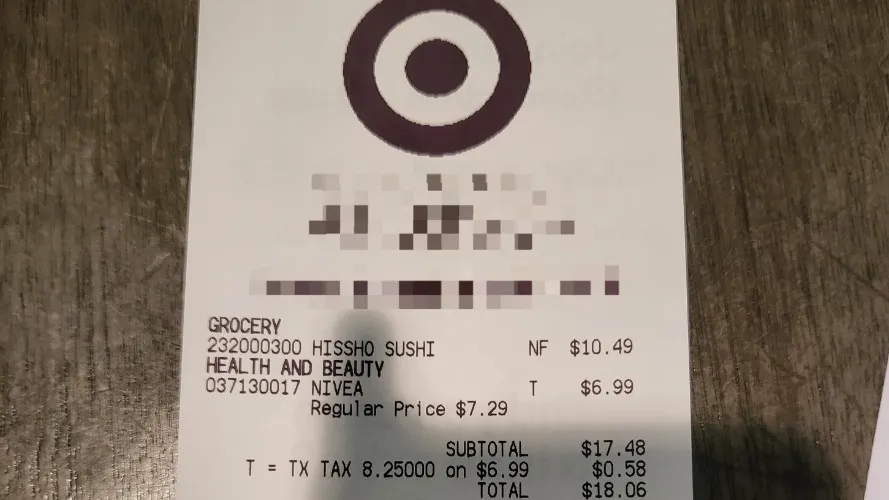 GROCERY
232000300 HISSHO SUSHI NF $10.49
HEALTH AND BEAUTY
037130017 NIVEA T $6.99
Regular Price $7.29
SUBTOTAL $17.48
T = TX TAX 8.25000 on $6.99 $0.58
TOTAL $18.06